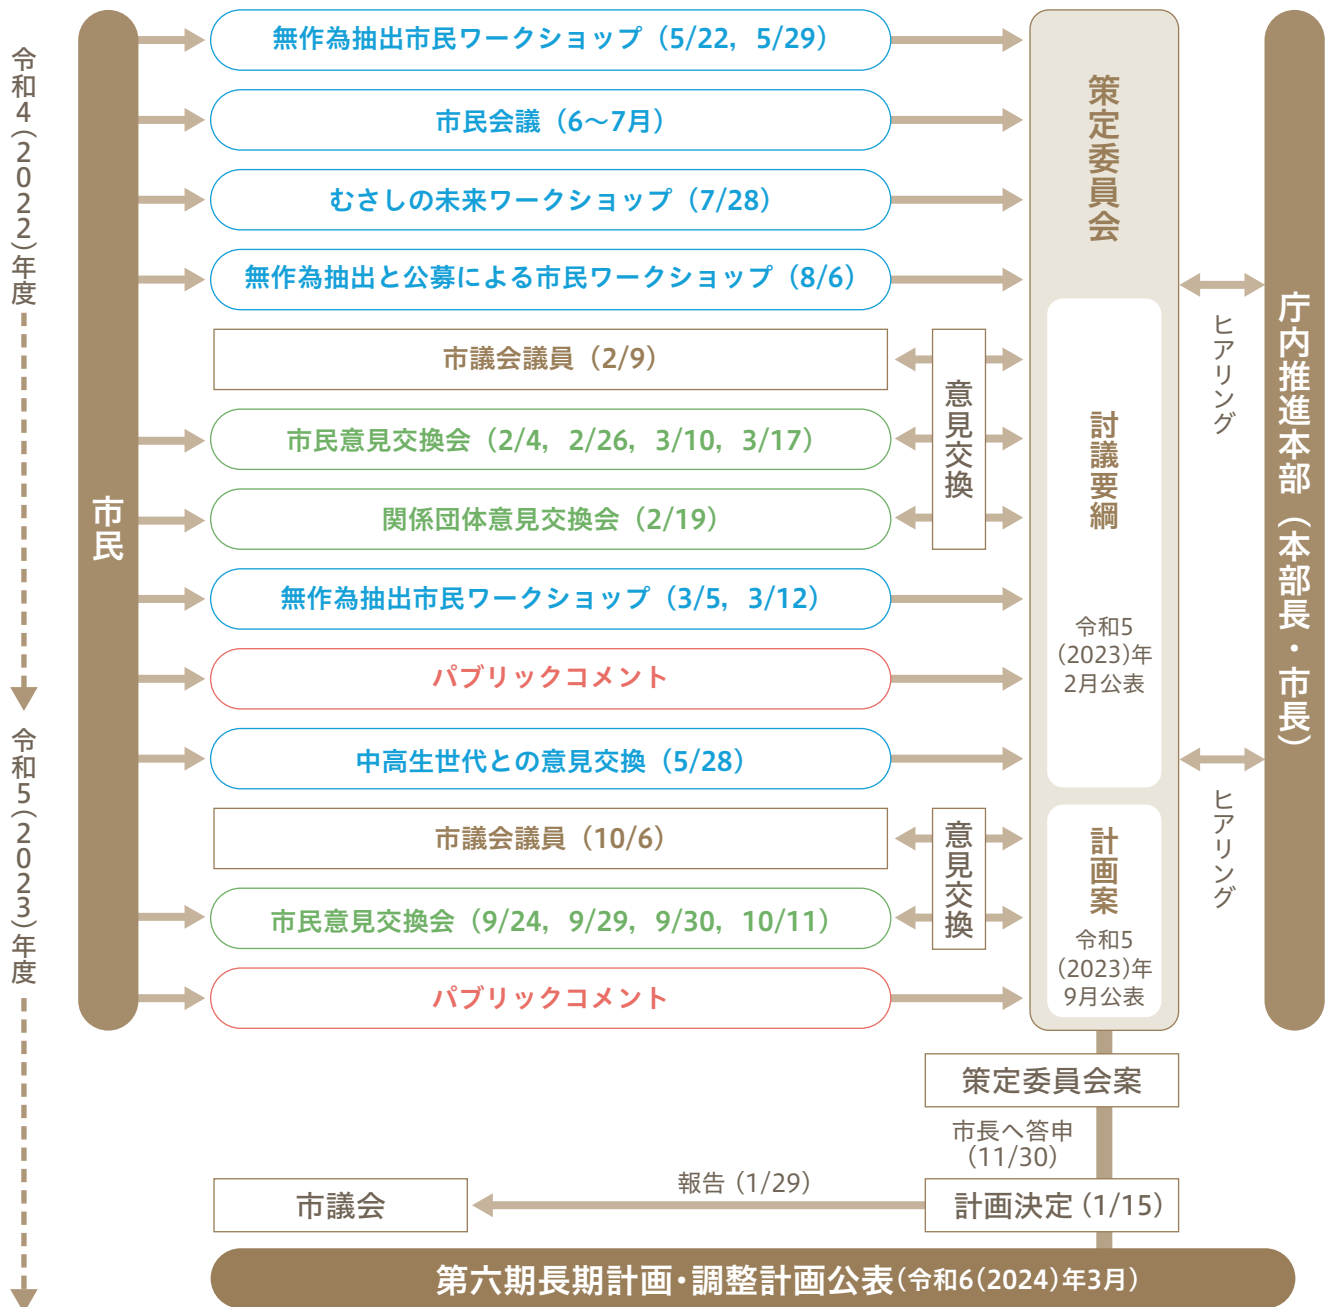 令和4(2022)年度
令和5(2023)年度
市民
無作為抽出市民ワークショップ（5/22，5/29）
市民会議（6〜7月）
むさしの未来ワークショップ（7/28）
無作為抽出と公募による市民ワークショップ（8/6）
市議会議員（2/9）
市民意見交換会（2/4，2/26，3/10，3/17）
関係団体意見交換会（2/19）
無作為抽出市民ワークショップ（3/5，3/12）
パブリックコメント
中高生世代との意見交換（5/28）
市議会議員（10/6）
市民意見交換会（9/24，9/29，9/30，10/11）
パブリックコメント
意見交換
意見交換
策定委員会
討議要綱
令和5
(2023)年
2月公表
計画案
令和5
(2023)年
9月公表
ヒアリング
ヒアリング
庁内推進本部（本部長・市長）
策定委員会案
市長へ答申
(11/30)
計画決定(1/15)
報告(1/29)
市議会
第六期長期計画・調整計画公表(令和6(2024)年3月)